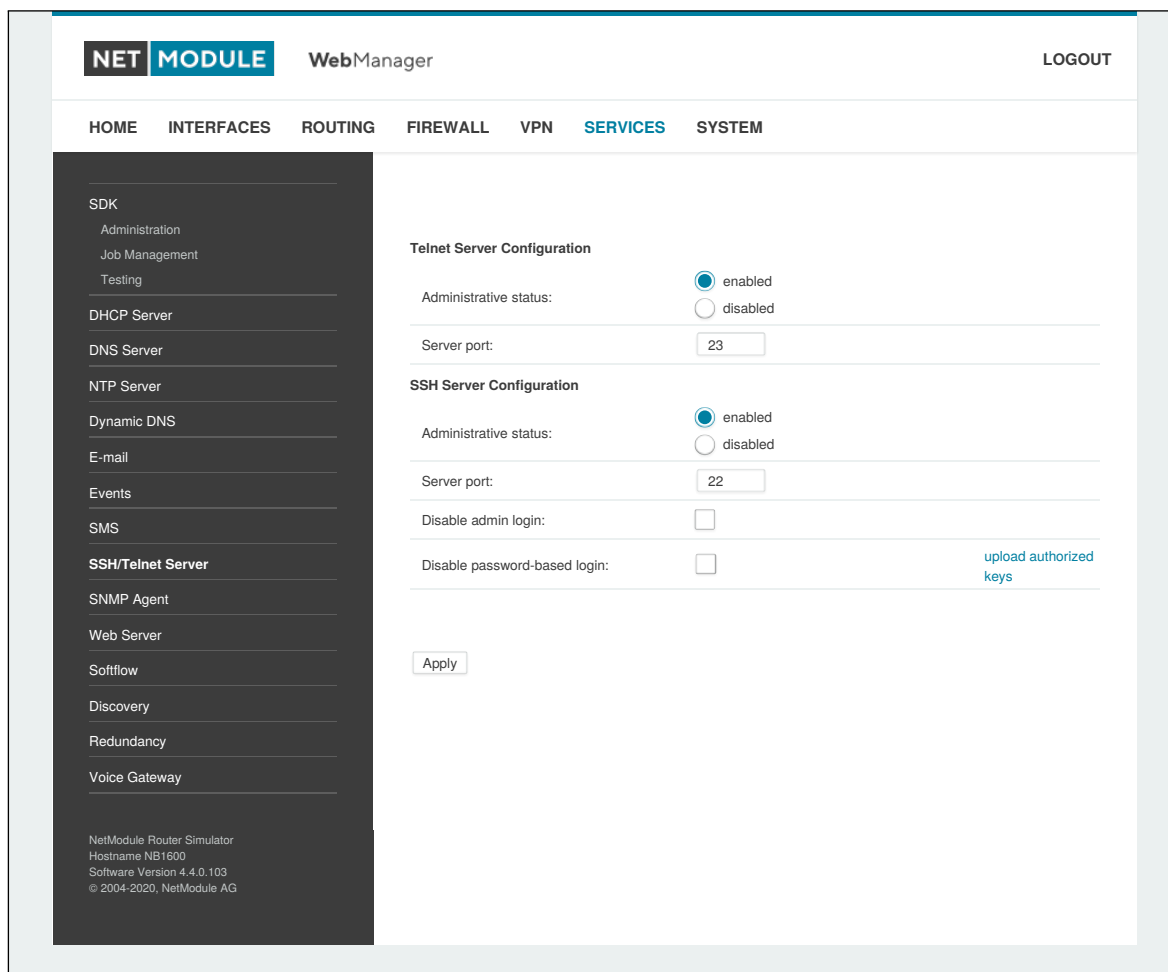 NET MODULE WebManager LOGOUT
HOME INTERFACES ROUTING FIREWALL VPN SERVICES SYSTEM
SDK
Administration
Job Management
Testing
DHCP Server
DNS Server
NTP Server
Dynamic DNS
E-mail
Events
SMS
SSH/Telnet Server
SNMP Agent
Web Server
Softflow
Discovery
Redundancy
Voice Gateway
NetModule Router Simulator
Hostname NB1600
Software Version 4.4.0.103
© 2004-2020, NetModule AG
Telnet Server Configuration
Administrative status:
enabled
disabled
Server port: 23
SSH Server Configuration
Administrative status:
enabled
disabled
Server port: 22
Disable admin login:
Disable password-based login:
upload authorized
keys
Apply